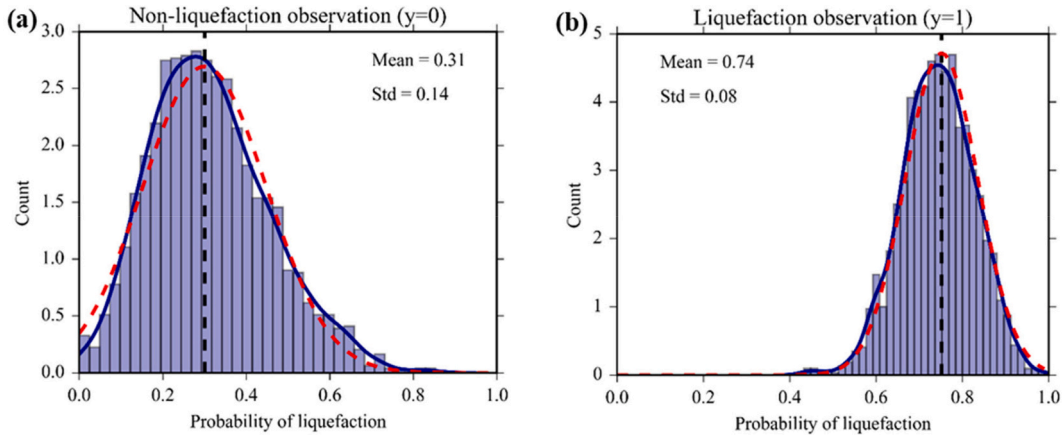 (a)
Non-liquefaction observation (y=0)
3.0
2.5
2.0
1.5
1.0
0.5
0.0
Count
Mean = 0.31
Std = 0.14
0.0 0.2 0.4 0.6 0.8 1.0
Probability of liquefaction
(b)
Liquefaction observation (y=1)
5
4
3
2
1
0
Count
Mean = 0.74
Std = 0.08
0.0 0.2 0.4 0.6 0.8 1.0
Probability of liquefaction